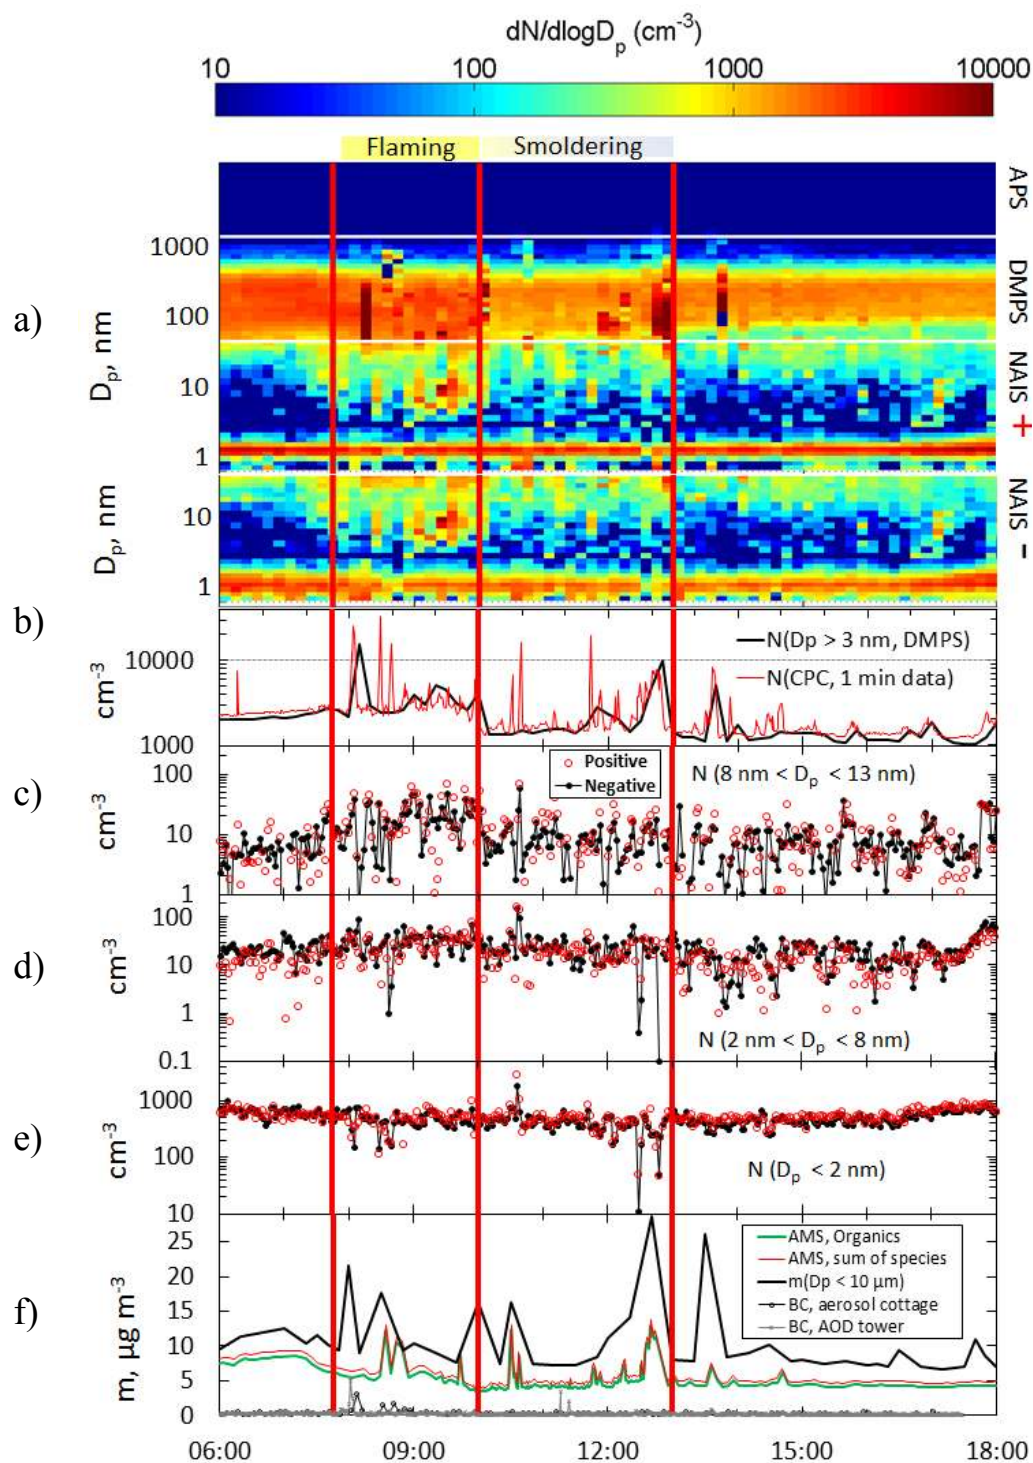 dN/dlogDp (cm-3)
10 100 1000 10000
Flaming Smoldering
APS
1000
DMPS
a)
100
Dp, nm
10
NAIS +
1
Dp, nm
10
NAIS -
1
b)
N(Dp > 3 nm, DMPS)
10000
cm-3
N(CPC, 1 min data)
1000
Positive
Negative
N (8 nm < Dp < 13 nm)
c)
100
cm-3
10
1
d)
100
cm-3
10
1
N (2 nm < Dp < 8 nm)
0.1
e)
1000
cm-3
100
N (Dp < 2 nm)
10
f)
25
AMS, Organics
AMS, sum of species
20
m(Dp < 10 μm)
15
BC, aerosol cottage
m, μg m-3
10
BC, AOD tower
5
0
06:00 09:00 12:00 15:00 18:00